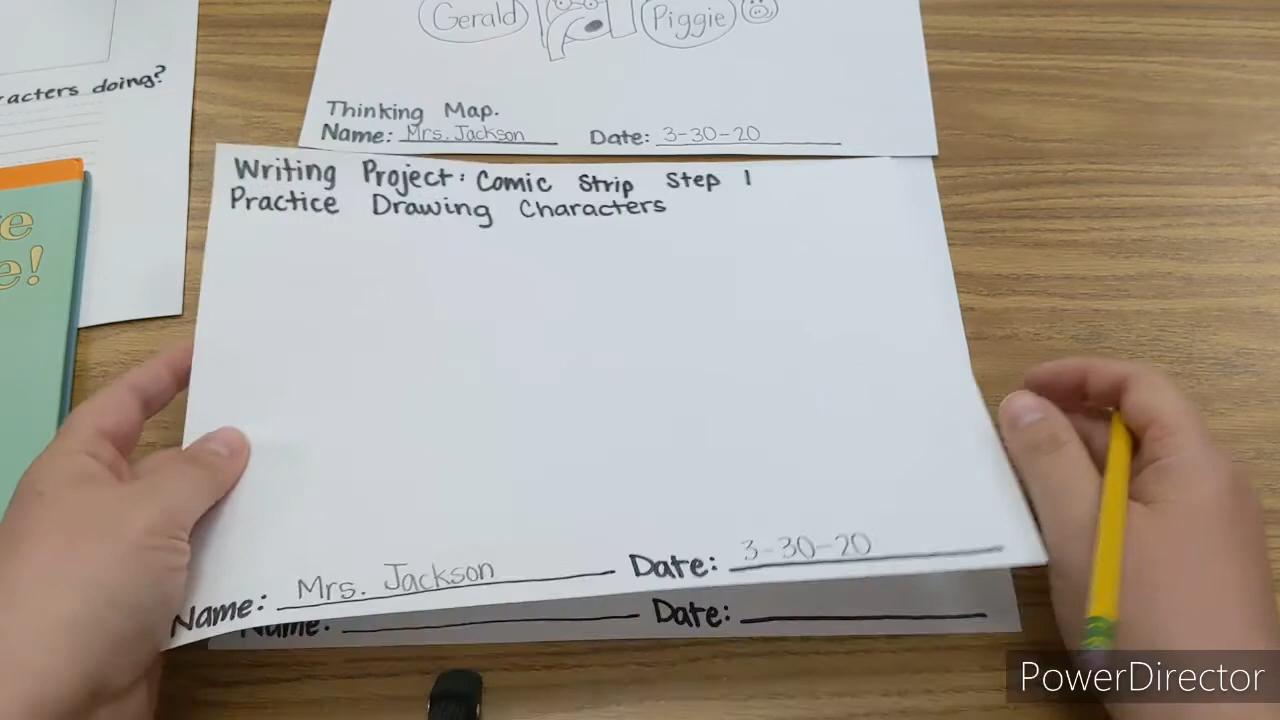 Gerald
Piggie
acters doing?
Thinking Map.
Name: Mrs. Jackson Date: 3-30-20
Writing Project: Comic Strip Step 1
Practice Drawing Characters
e
e!
Name: Mrs. Jackson Date: 3-30-20
Name: Date:
PowerDirector